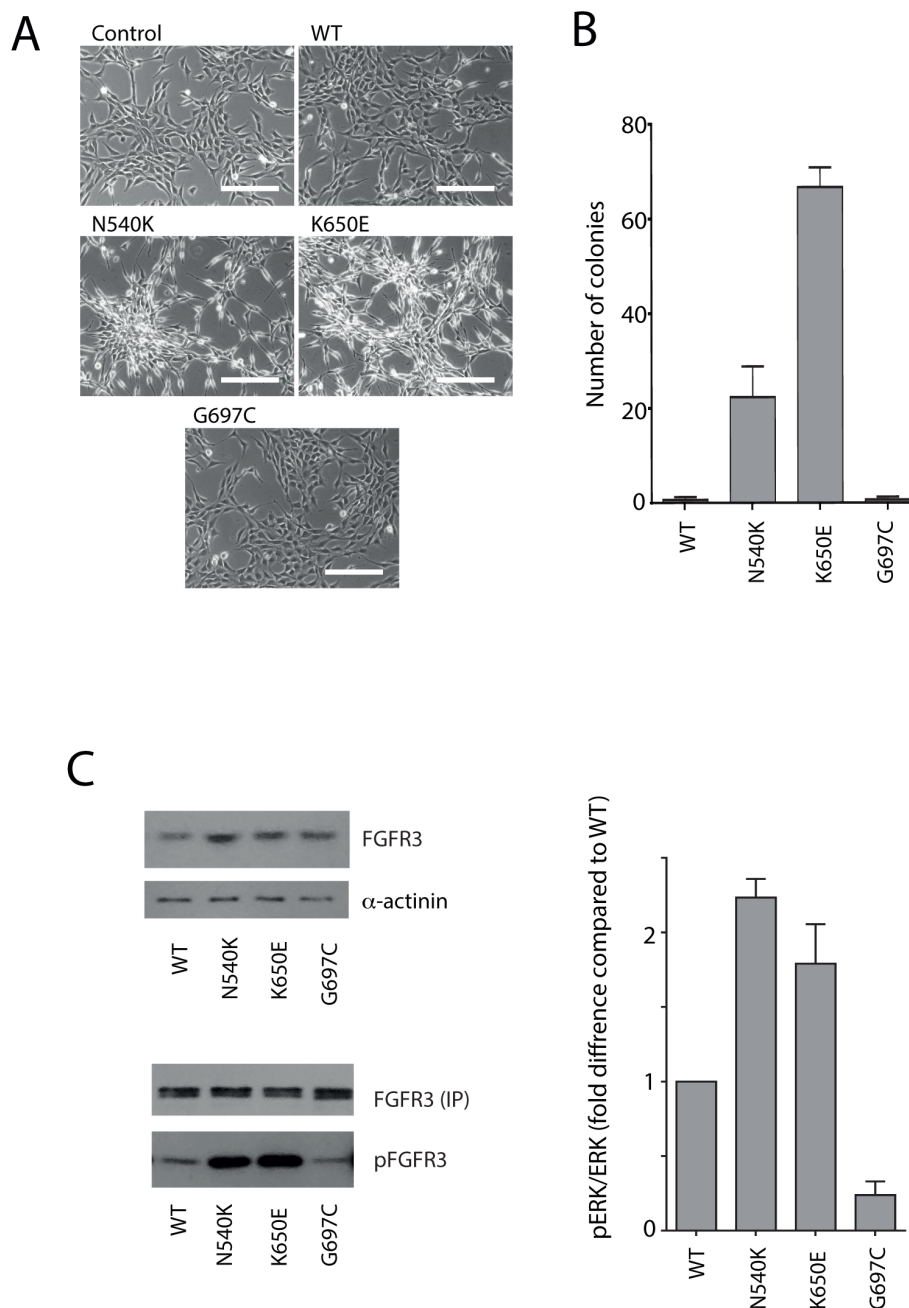 A
Control
WT
N540K
K650E
G697C
B
Number of colonies
80
60
40
20
0
WT
N540K
K650E
G697C
C
FGFR3
α-actinin
WT
N540K
K650E
G697C
FGFR3 (IP)
pFGFR3
WT
N540K
K650E
G697C
pERK/ERK (fold diffrence compared to WT)
2
1
0
WT
N540K
K650E
G697C